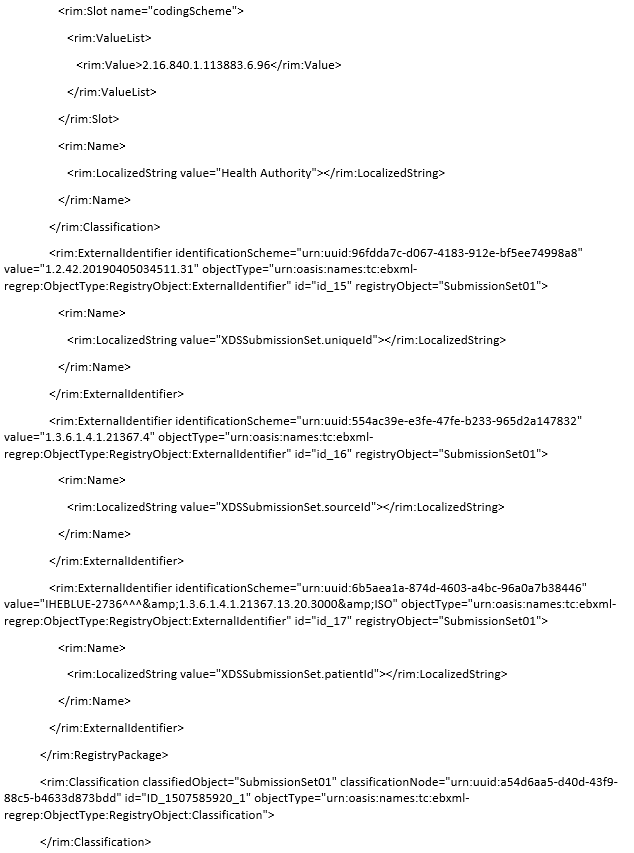 <rim:Slot name="codingScheme">
<rim:ValueList>
<rim:Value>2.16.840.1.113883.6.96</rim:Value>
</rim:ValueList>
</rim:Slot>
<rim:Name>
<rim:LocalizedString value="Health Authority"></rim:LocalizedString>
</rim:Name>
</rim:Classification>
<rim:ExternalIdentifier identificationScheme="urn:uuid:96fdda7c-d067-4183-912e-bf5ee74998a8"
value="1.2.42.20190405034511.31" objectType="urn:oasis:names:tc:ebxml-
regrep:ObjectType:RegistryObject:ExternalIdentifier" id="id_15" registryObject="SubmissionSet01">
<rim:Name>
<rim:LocalizedString value="XDSSubmissionSet.uniqueId"></rim:LocalizedString>
</rim:Name>
</rim:ExternalIdentifier>
<rim:ExternalIdentifier identificationScheme="urn:uuid:554ac39e-e3fe-47fe-b233-965d2a147832"
value="1.3.6.1.4.1.21367.4" objectType="urn:oasis:names:tc:ebxml-
regrep:ObjectType:RegistryObject:ExternalIdentifier" id="id_16" registryObject="SubmissionSet01">
<rim:Name>
<rim:LocalizedString value="XDSSubmissionSet.sourceId"></rim:LocalizedString>
</rim:Name>
</rim:ExternalIdentifier>
<rim:ExternalIdentifier identificationScheme="urn:uuid:6b5aea1a-874d-4603-a4bc-96a0a7b38446"
value="IHEBLUE-2736^^^&amp;1.3.6.1.4.1.21367.13.20.3000&amp;ISO" objectType="urn:oasis:names:tc:ebxml-
regrep:ObjectType:RegistryObject:ExternalIdentifier" id="id_17" registryObject="SubmissionSet01">
<rim:Name>
<rim:LocalizedString value="XDSSubmissionSet.patientId"></rim:LocalizedString>
</rim:Name>
</rim:ExternalIdentifier>
</rim:RegistryPackage>
<rim:Classification classifiedObject="SubmissionSet01" classificationNode="urn:uuid:a54d6aa5-d40d-43f9-
88c5-b4633d873bdd" id="ID_1507585920_1" objectType="urn:oasis:names:tc:ebxml-
regrep:ObjectType:RegistryObject:Classification">
</rim:Classification>